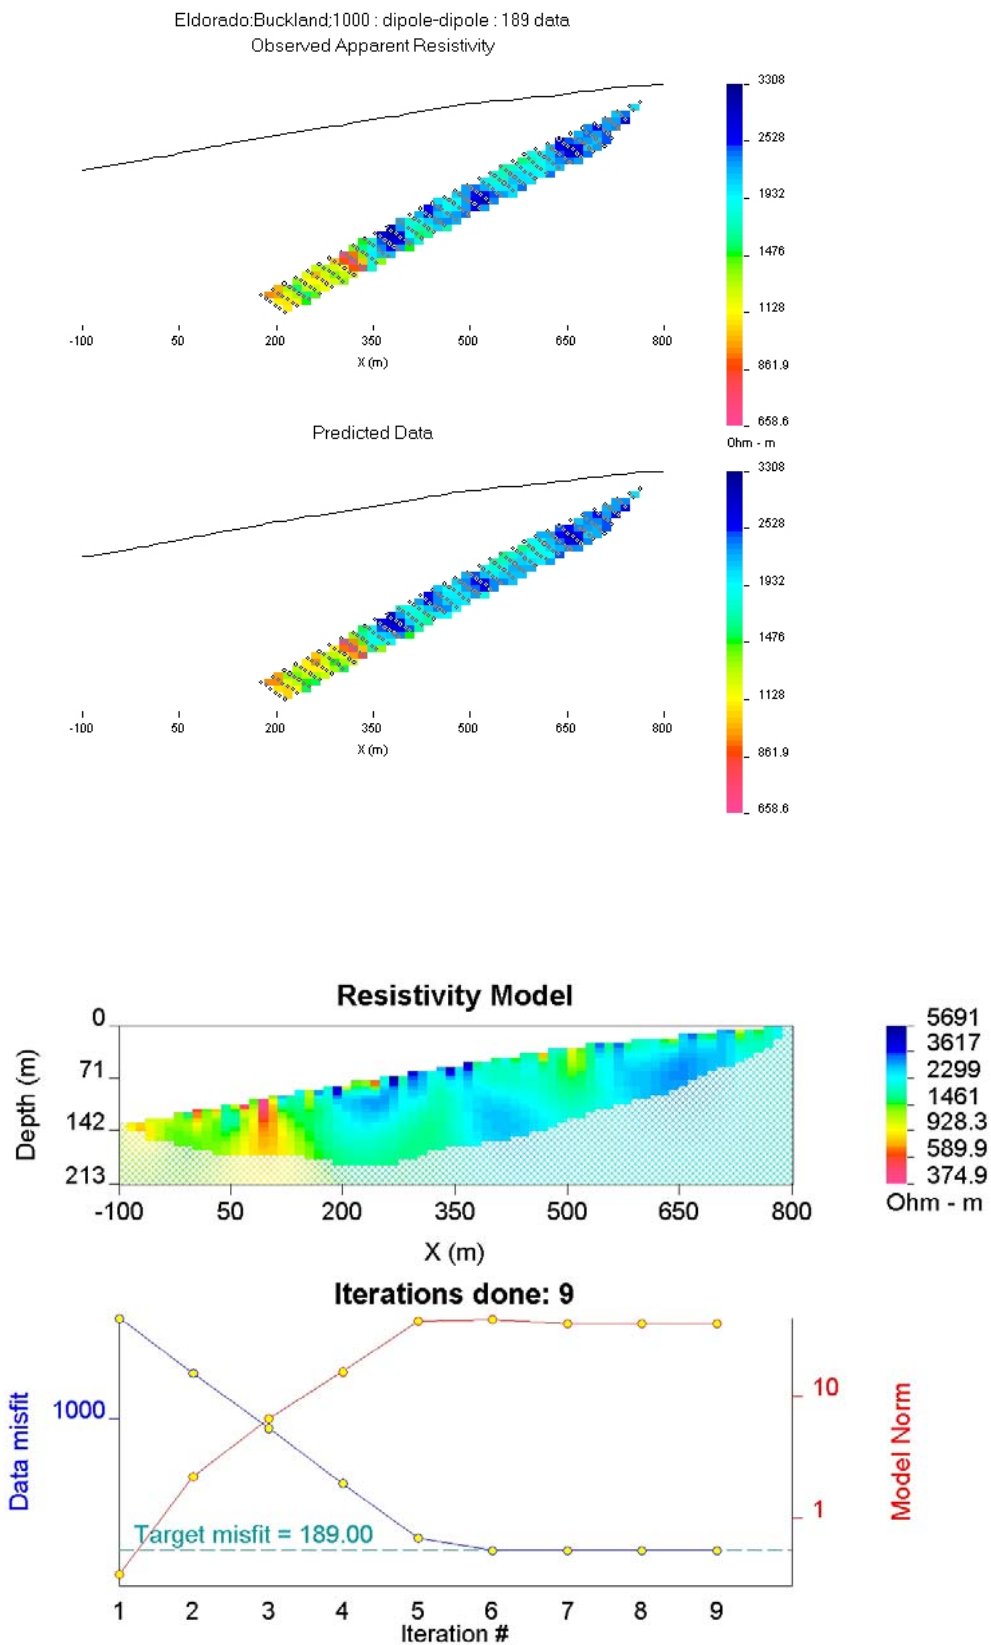 Eldorado:Buckland;1000 : dipole-dipole : 189 data
Observed Apparent Resistivity
3308
2528
1932
1476
1128
861.9
658.6
Ohm - m
-100 50 200 350 500 650 800
X (m)
Predicted Data
3308
2528
1932
1476
1128
861.9
658.6
-100 50 200 350 500 650 800
X (m)
Resistivity Model
Depth (m)
0
71
142
213
-100 50 200 350 500 650 800
X (m)
5691
3617
2299
1461
928.3
589.9
374.9
Ohm - m
Iterations done: 9
Data misfit
1000
Target misfit = 189.00
10
1
Model Norm
1 2 3 4 5 6 7 8 9
Iteration #